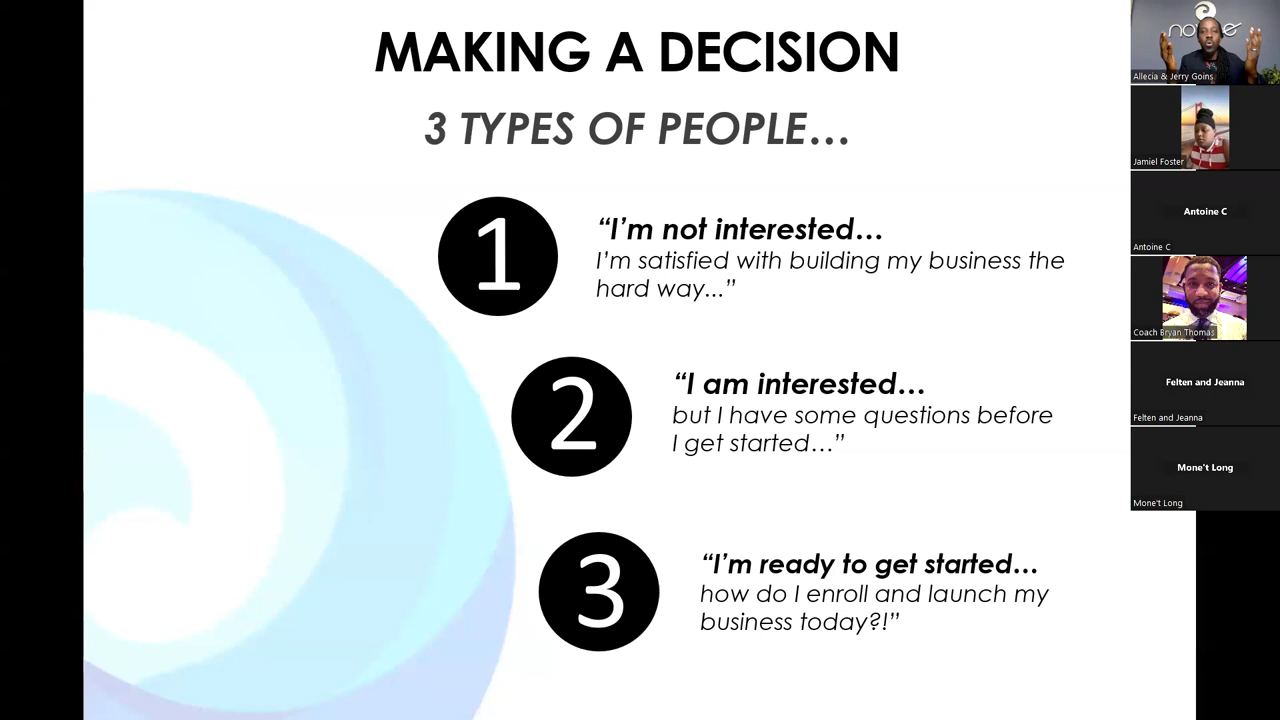 MAKING A DECISION
3 TYPES OF PEOPLE…
1
“I’m not interested…
I’m satisfied with building my business the
hard way...”
2
“I am interested…
but I have some questions before
I get started…”
3
“I’m ready to get started…
how do I enroll and launch my
business today?!”
Allecia & Jerry Goins
Jamiel Foster
Antoine C
Antoine C
Coach Bryan Thomas
Felten and Jeanna
Felten and Jeanna
Mone't Long
Mone't Long